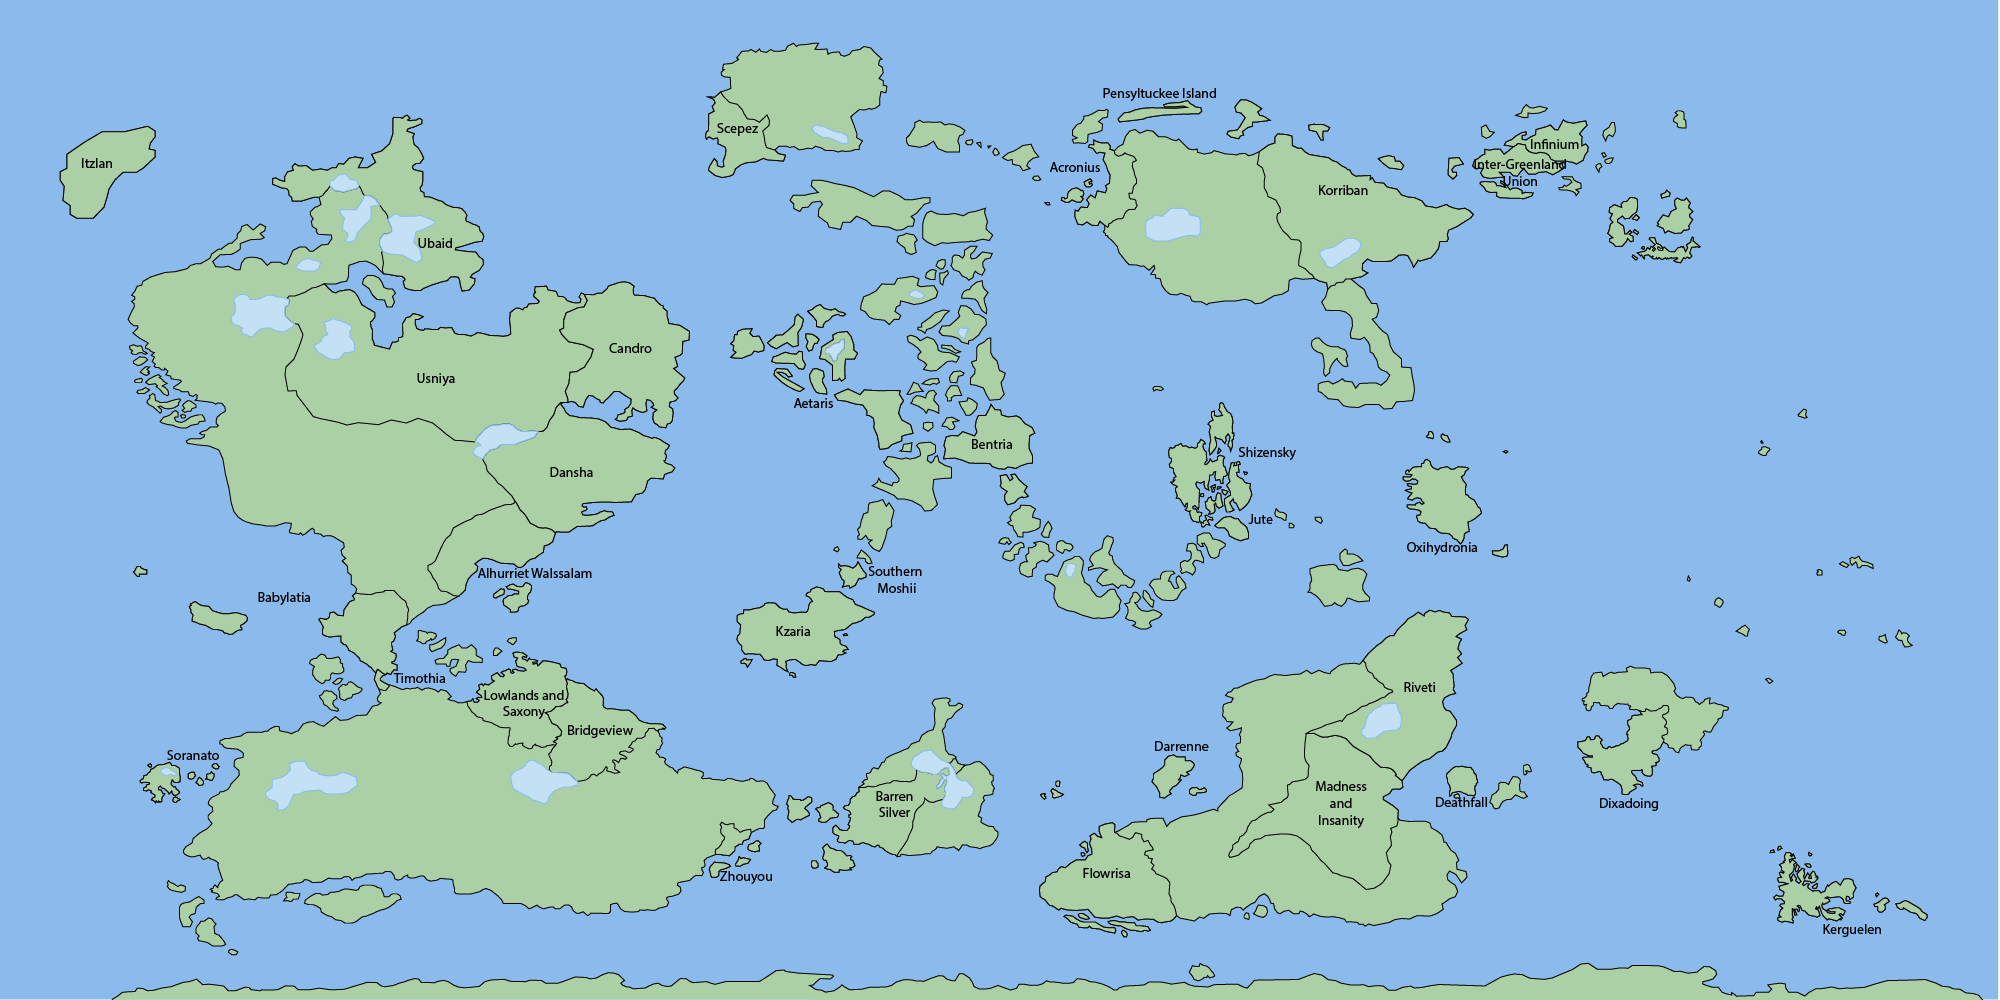 Pensyltuckee Island
Scepez
Infinium
Itzlan
Acronius
Inter-Greenland
Union
Korriban
Ubaid
Candro
Usniya
Aetaris
Bentria
Shizensky
Dansha
Jute
Oxihydronia
Alhurriet Walssalam
Southern
Moshii
Babylatia
Kzaria
Timothia
Riveti
Lowlands and
Saxony
Bridgeview
Darrenne
Soranato
Madness
and
Insanity
Barren
Silver
Deathfall
Dixadoing
Flowrisa
Zhouyou
Kerguelen